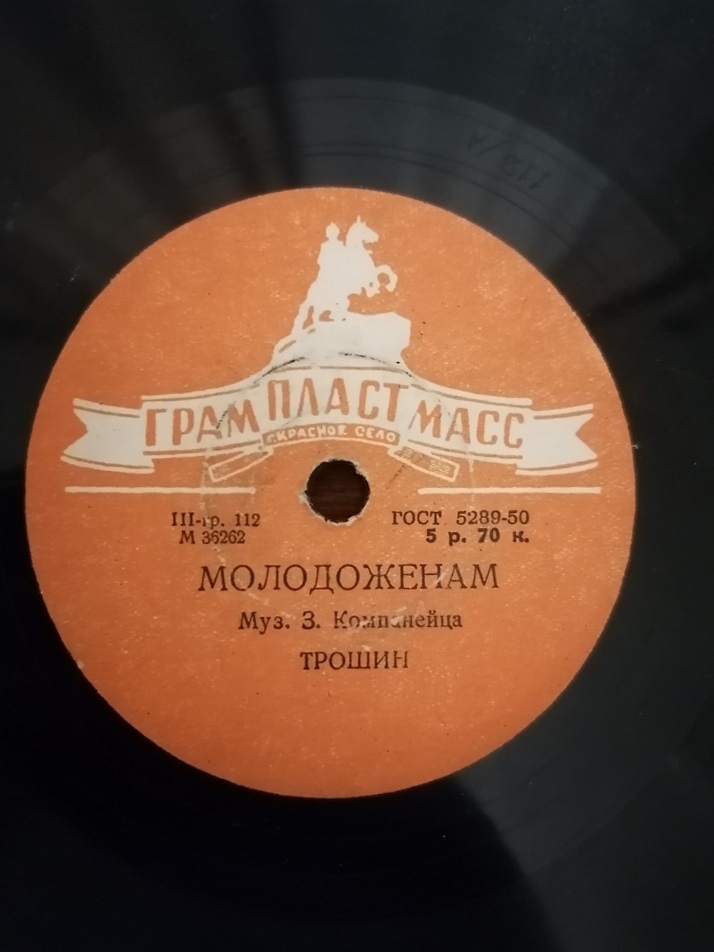 ГРАМПЛАСТМАСС
КРАСНОЕ СЕЛО
III-гр. 112
М 36262
ГОСТ 5289-50
5 р. 70 к.
МОЛОДОЖЕНАМ
Муз. З. Компанейца
ТРОШИН